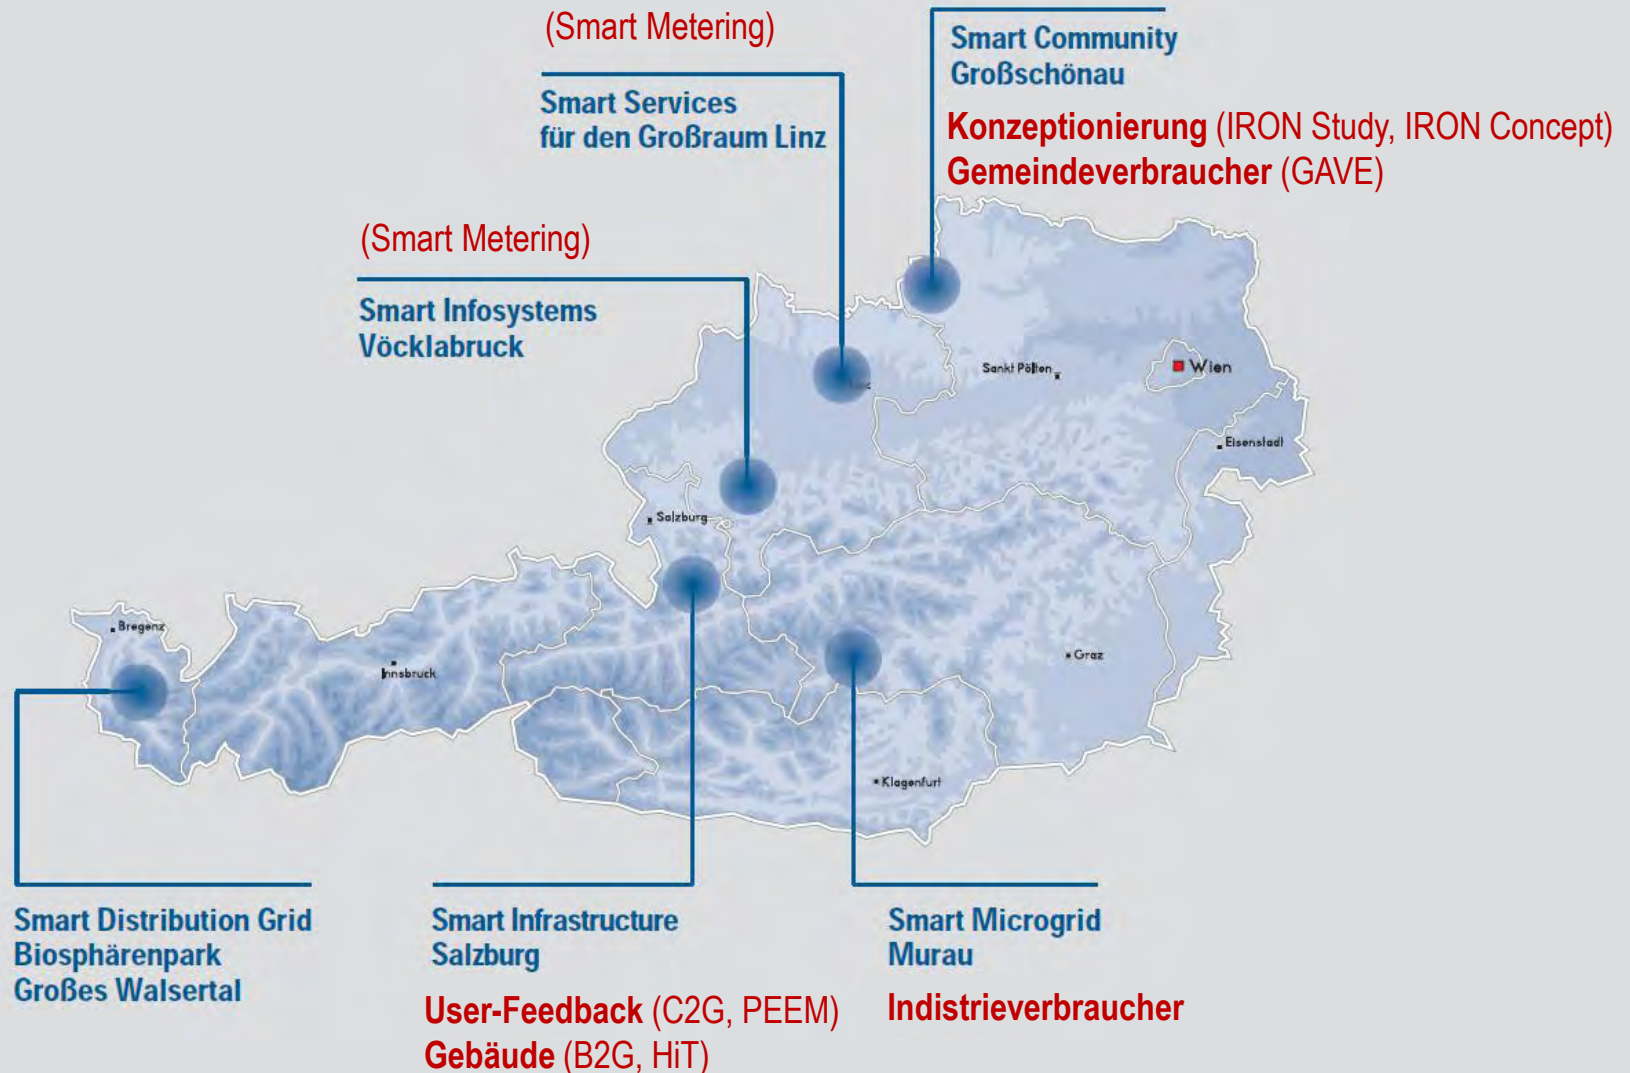 (Smart Metering)
Smart Services
für den Großraum Linz
Smart Community
Großschönau
Konzeptionierung (IRON Study, IRON Concept)
Gemeindeverbraucher (GAVE)
(Smart Metering)
Smart Infosystems
Vöcklabruck
Sankt Pölten
Wien
Eisenstadt
Salzburg
Bregenz
Innsbruck
Graz
Klagenfurt
Smart Distribution Grid
Biosphärenpark
Großes Walsertal
Smart Infrastructure
Salzburg
User-Feedback (C2G, PEEM)
Gebäude (B2G, HiT)
Smart Microgrid
Murau
Indistrieverbraucher